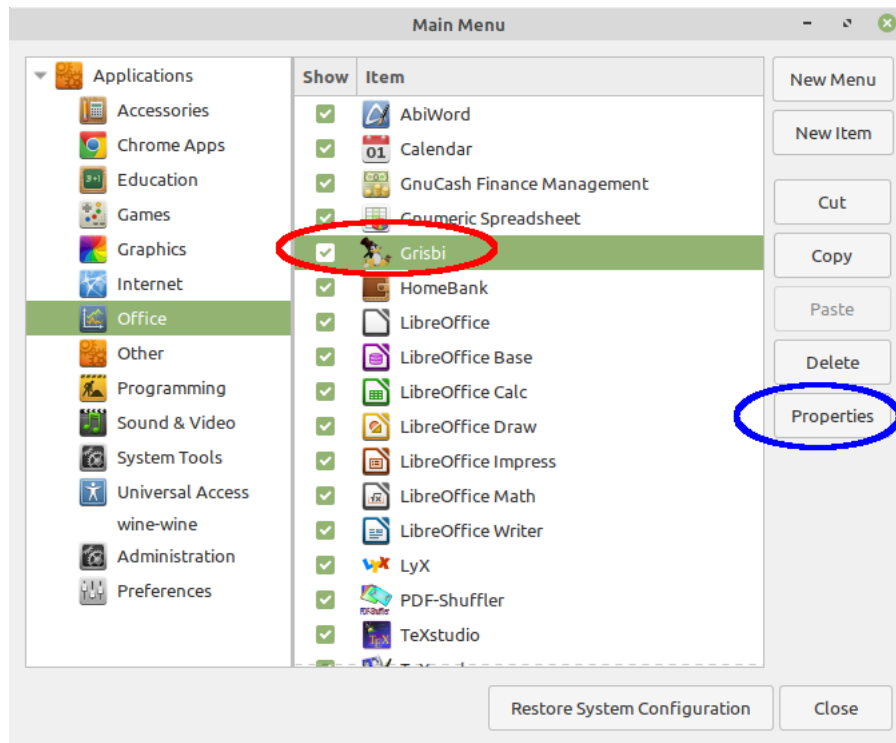 Main Menu
Applications
Accessories
Chrome Apps
Education
Games
Graphics
Internet
Office
Other
Programming
Sound & Video
System Tools
Universal Access
wine-wine
Administration
Preferences
Show Item
AbiWord
01 Calendar
GnuCash Finance Management
Gnumeric Spreadsheet
Grisbi
HomeBank
LibreOffice
LibreOffice Base
LibreOffice Calc
LibreOffice Draw
LibreOffice Impress
LibreOffice Math
LibreOffice Writer
LyX
PDF-Shuffler
TeXstudio
New Menu
New Item
Cut
Copy
Paste
Delete
Properties
Restore System Configuration
Close